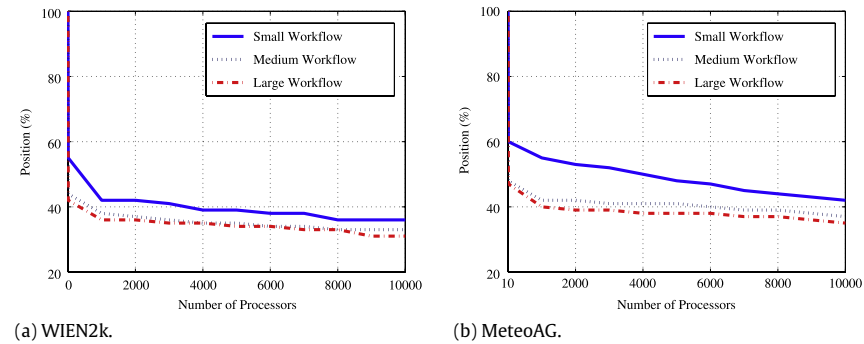 100
80
60
40
20
Position (%)
Small Workflow
Medium Workflow
Large Workflow
0 2000 4000 6000 8000 10000
Number of Processors
(a) WIEN2k.
100
80
60
40
20
Position (%)
Small Workflow
Medium Workflow
Large Workflow
10 2000 4000 6000 8000 10000
Number of Processors
(b) MeteoAG.